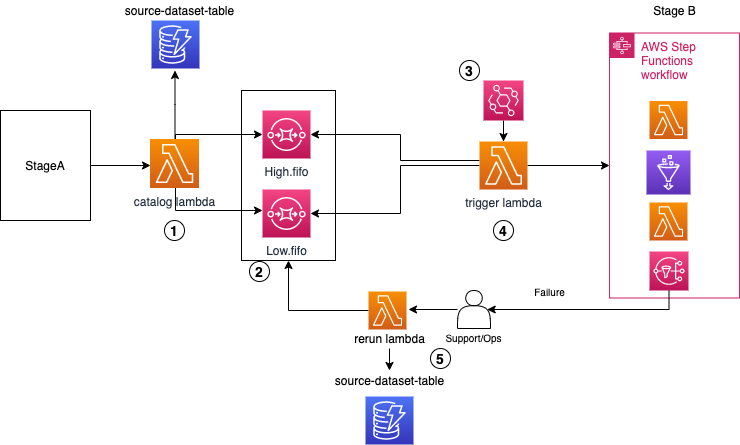 source-dataset-table
Stage B
AWS Step
Functions
workflow
3
StageA
High.fifo
catalog lambda
trigger lambda
1
4
Low.fifo
2
Failure
rerun lambda
Support/Ops
5
source-dataset-table